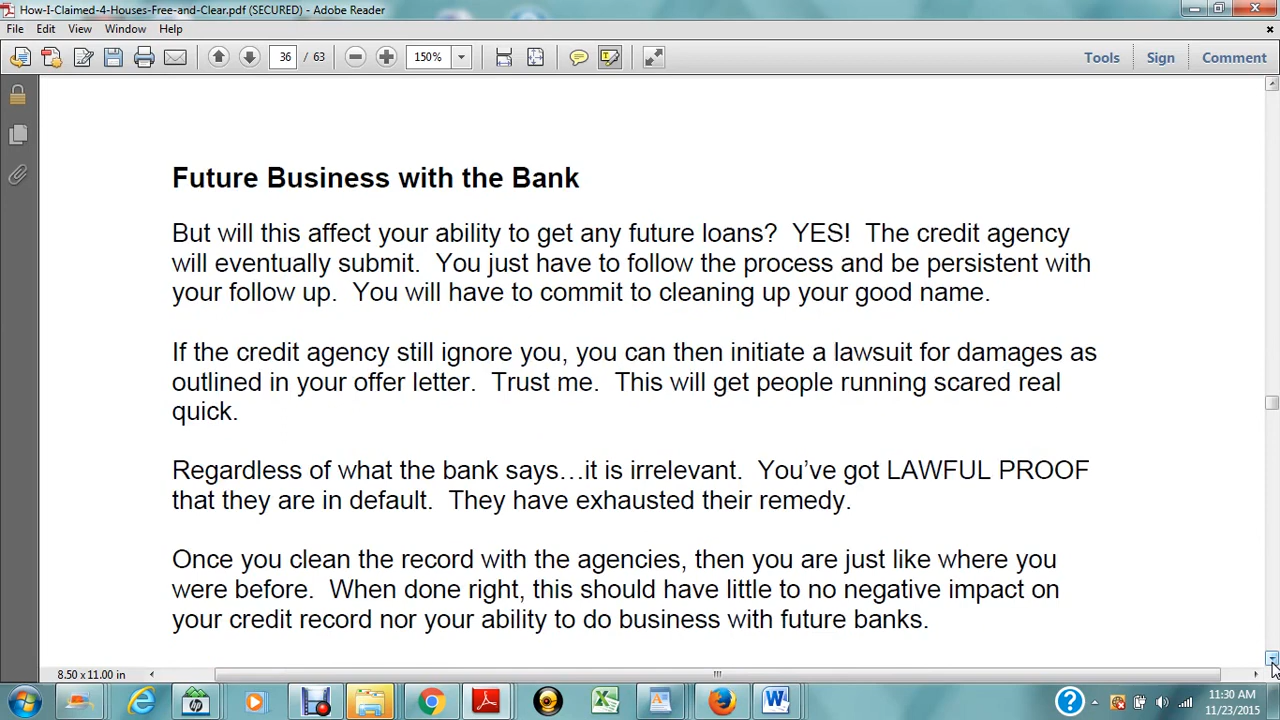 How-I-Claimed-4-Houses-Free-and-Clear.pdf (SECURED) - Adobe Reader
File Edit View Window Help
36 / 63 150% Tools Sign Comment
Future Business with the Bank
But will this affect your ability to get any future loans? YES! The credit agency
will eventually submit. You just have to follow the process and be persistent with
your follow up. You will have to commit to cleaning up your good name.
If the credit agency still ignore you, you can then initiate a lawsuit for damages as
outlined in your offer letter. Trust me. This will get people running scared real
quick.
Regardless of what the bank says…it is irrelevant. You’ve got LAWFUL PROOF
that they are in default. They have exhausted their remedy.
Once you clean the record with the agencies, then you are just like where you
were before. When done right, this should have little to no negative impact on
your credit record nor your ability to do business with future banks.
8.50 x 11.00 in
11:30 AM
11/23/2015